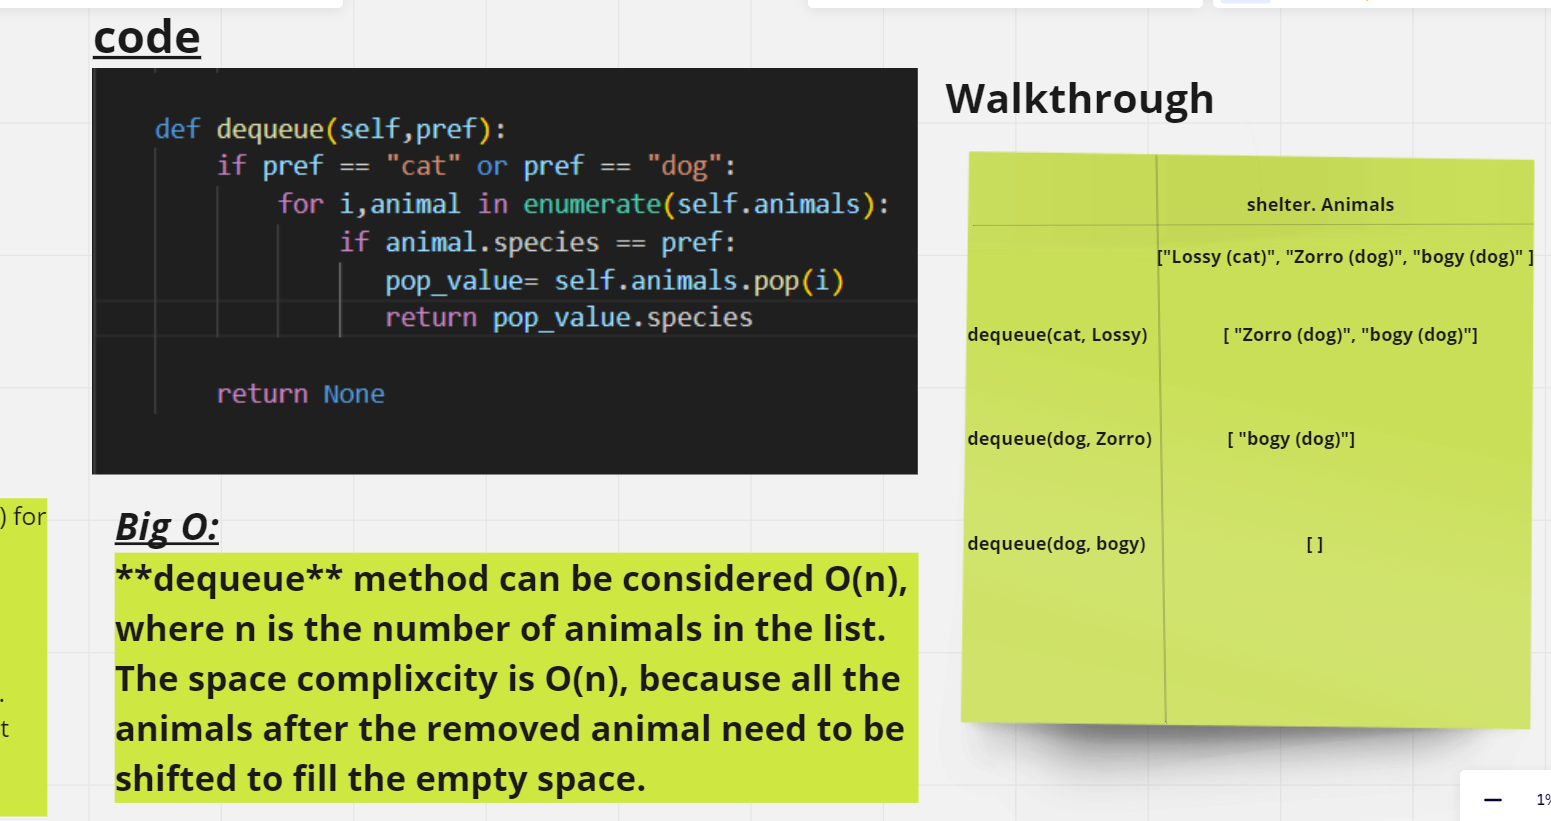 code
def dequeue(self,pref):
if pref == "cat" or pref == "dog":
for i,animal in enumerate(self.animals):
if animal.species == pref:
pop_value= self.animals.pop(i)
return pop_value.species
return None
Big O:
**dequeue** method can be considered O(n),
where n is the number of animals in the list.
The space complixcity is O(n), because all the
animals after the removed animal need to be
shifted to fill the empty space.
) for
.
t
Walkthrough
shelter. Animals
["Lossy (cat)", "Zorro (dog)", "bogy (dog)" ]
dequeue(cat, Lossy) [ "Zorro (dog)", "bogy (dog)"]
dequeue(dog, Zorro) [ "bogy (dog)"]
dequeue(dog, bogy) [ ]